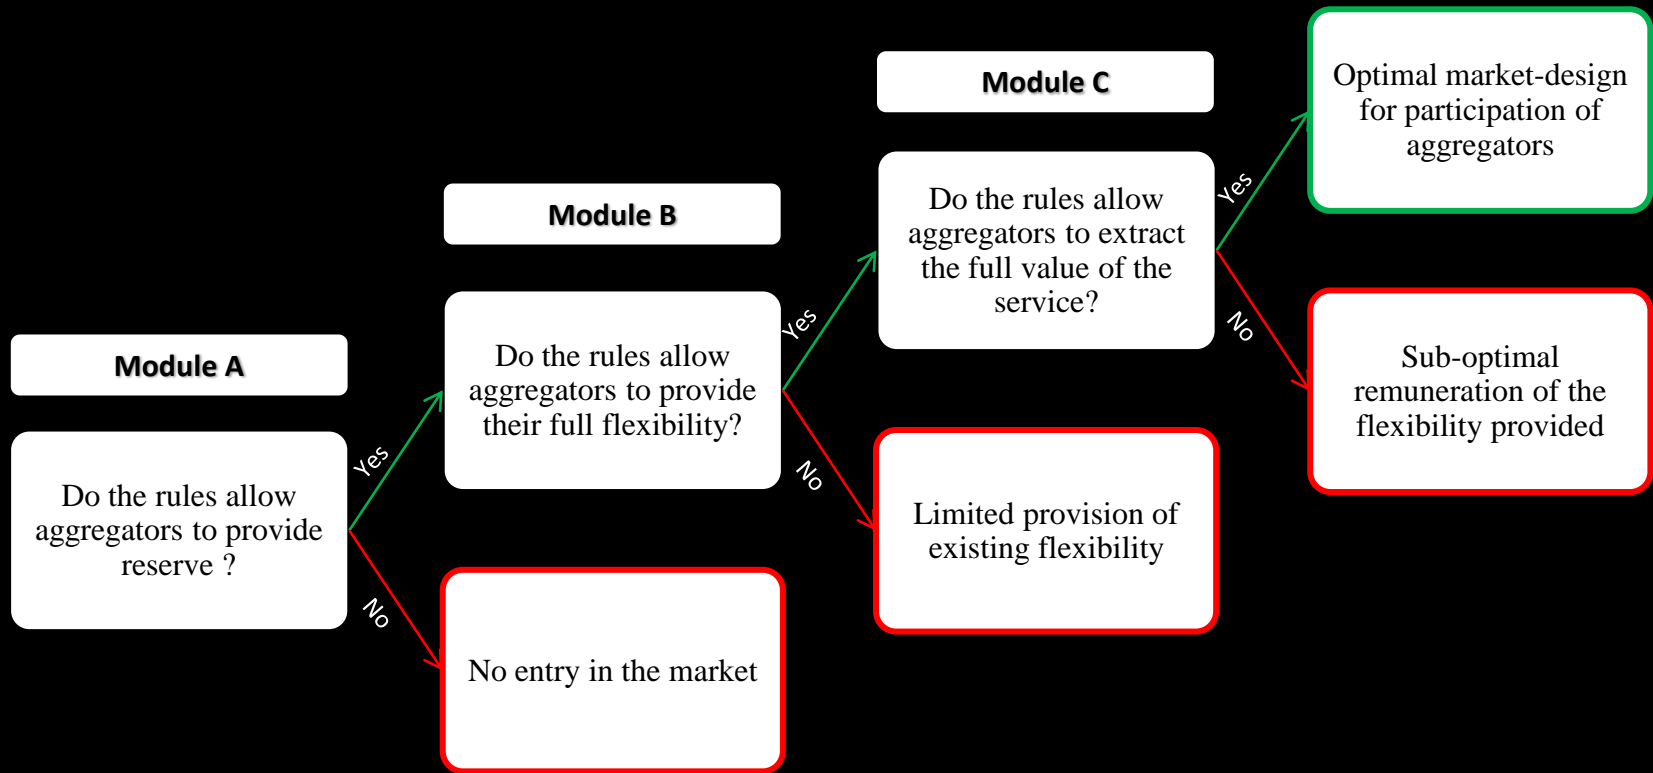 Module A
Do the rules allow
aggregators to provide
reserve ?
Yes
No
Module B
Do the rules allow
aggregators to provide
their full flexibility?
Yes
No
No entry in the market
Module C
Do the rules allow
aggregators to extract
the full value of the
service?
Yes
No
Limited provision of
existing flexibility
Optimal market-design
for participation of
aggregators
Sub-optimal
remuneration of the
flexibility provided